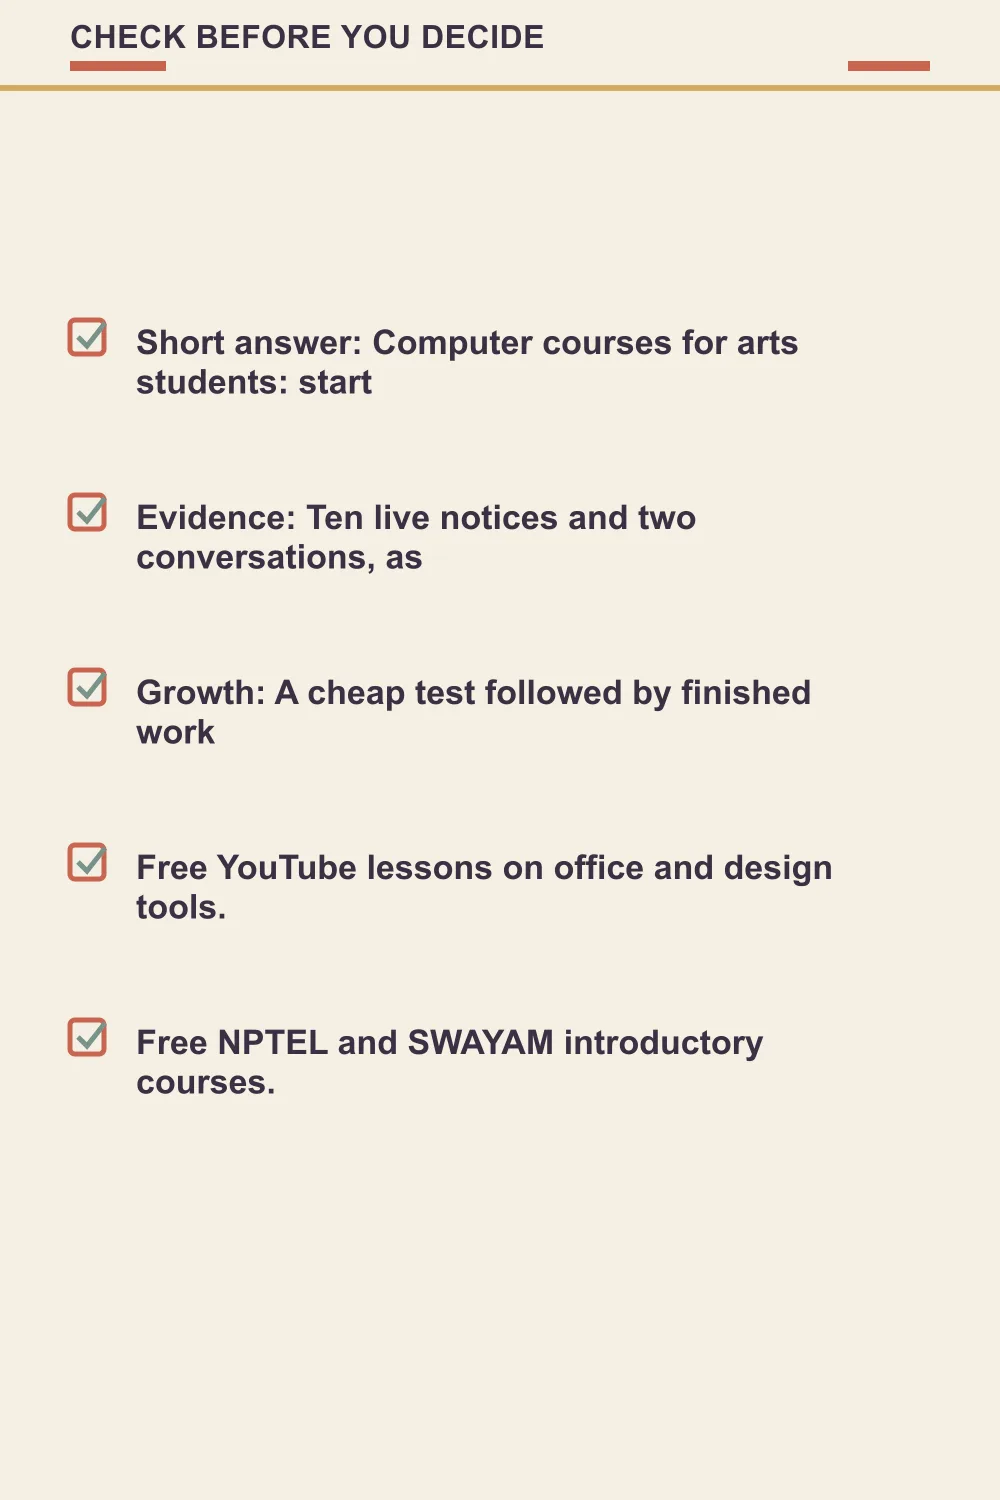 CHECK BEFORE YOU DECIDE
Short answer: Computer courses for arts
students: start
Evidence: Ten live notices and two
conversations, as
Growth: A cheap test followed by finished
work
Free YouTube lessons on office and design
tools.
Free NPTEL and SWAYAM introductory
courses.